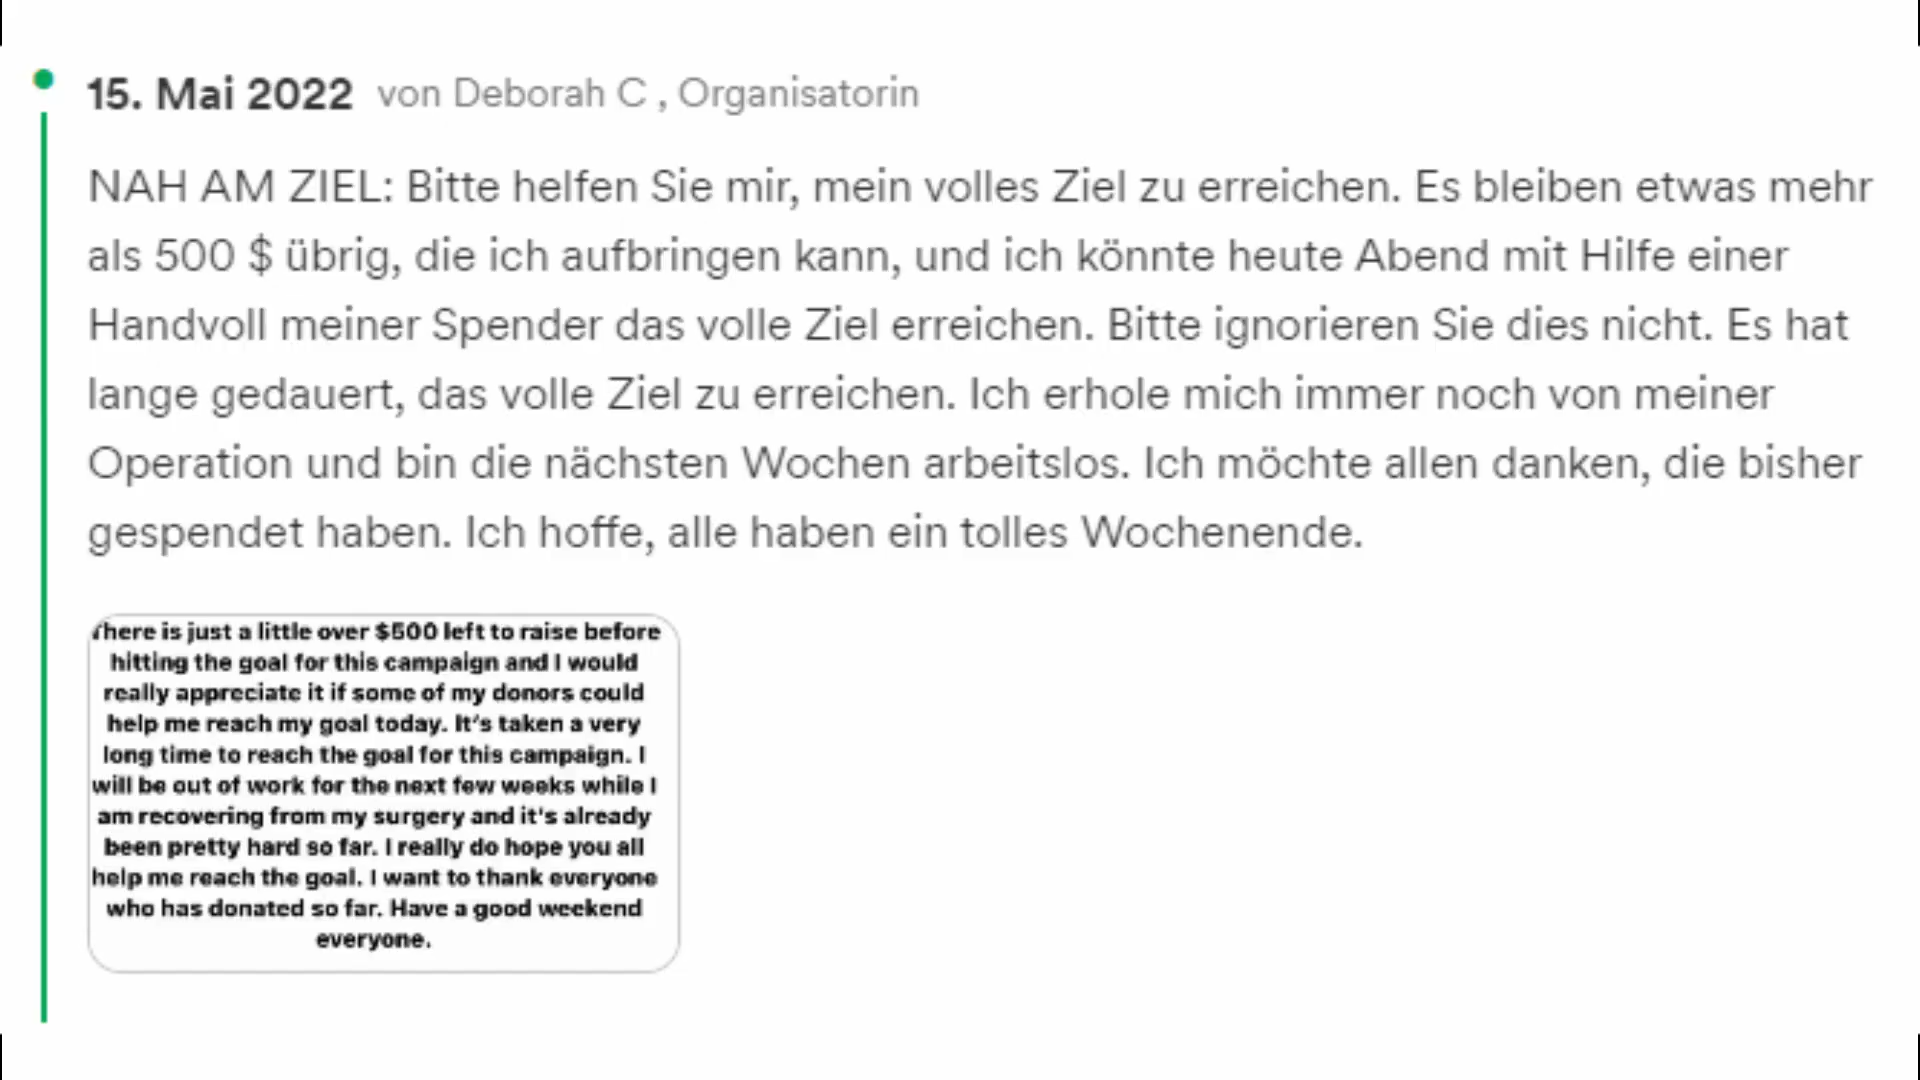 15. Mai 2022 von Deborah C , Organisatorin
NAH AM ZIEL: Bitte helfen Sie mir, mein volles Ziel zu erreichen. Es bleiben etwas mehr
als 500 $ übrig, die ich aufbringen kann, und ich könnte heute Abend mit Hilfe einer
Handvoll meiner Spender das volle Ziel erreichen. Bitte ignorieren Sie dies nicht. Es hat
lange gedauert, das volle Ziel zu erreichen. Ich erhole mich immer noch von meiner
Operation und bin die nächsten Wochen arbeitslos. Ich möchte allen danken, die bisher
gespendet haben. Ich hoffe, alle haben ein tolles Wochenende.
There is just a little over $500 left to raise before
hitting the goal for this campaign and I would
really appreciate it if some of my donors could
help me reach my goal today. It's taken a very
long time to reach the goal for this campaign. I
will be out of work for the next few weeks while I
am recovering from my surgery and it's already
been pretty hard so far. I really do hope you all
help me reach the goal. I want to thank everyone
who has donated so far. Have a good weekend
everyone.